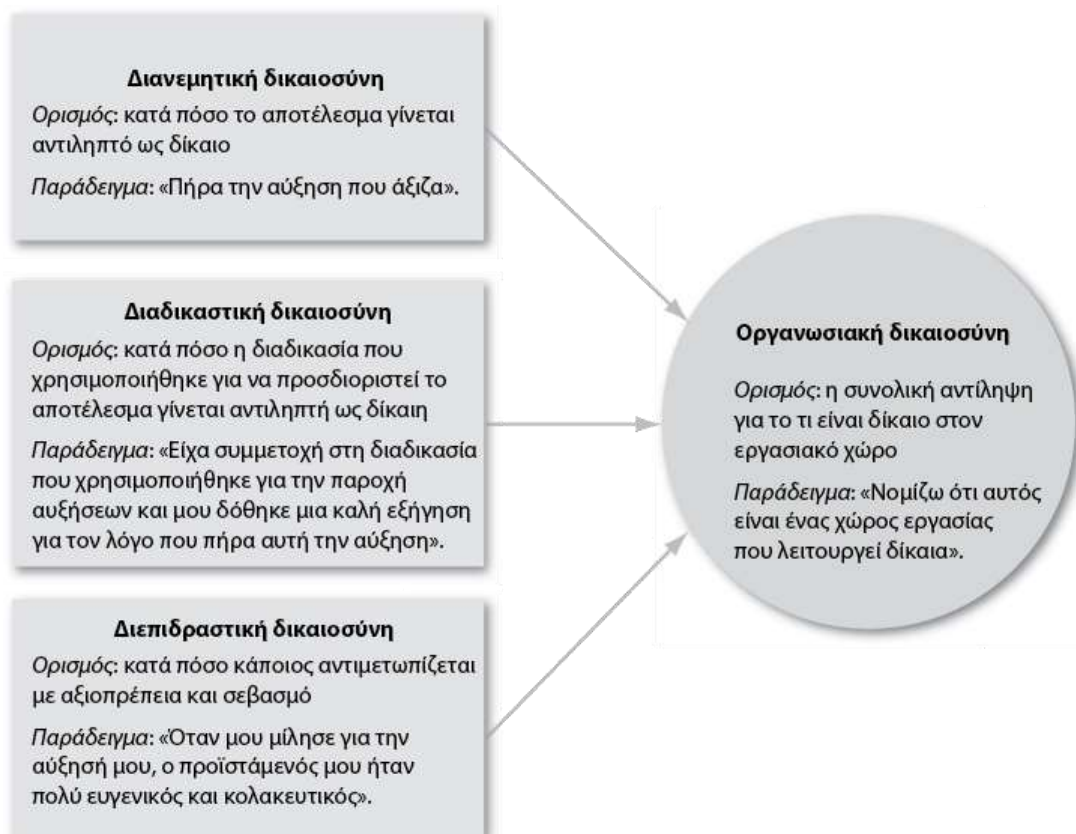 Διανεμητική δικαιοσύνη
Ορισμός: κατά πόσο το αποτέλεσμα γίνεται
αντιληπτό ως δίκαιο
Παράδειγμα: «Πήρα την αύξηση που άξιζα».
Διαδικαστική δικαιοσύνη
Ορισμός: κατά πόσο η διαδικασία που
χρησιμοποιήθηκε για να προσδιοριστεί το
αποτέλεσμα γίνεται αντιληπτή ως δίκαιη
Παράδειγμα: «Είχα συμμετοχή στη διαδικασία
που χρησιμοποιήθηκε για την παροχή
αυξήσεων και μου δόθηκε μια καλή εξήγηση
για τον λόγο που πήρα αυτή την αύξηση».
Διεπιδραστική δικαιοσύνη
Ορισμός: κατά πόσο κάποιος αντιμετωπίζεται
με αξιοπρέπεια και σεβασμό
Παράδειγμα: «Όταν μου μίλησε για την
αύξησή μου, ο προϊστάμενός μου ήταν
πολύ ευγενικός και κολακευτικός».
Οργανωσιακή δικαιοσύνη
Ορισμός: η συνολική αντίληψη
για το τι είναι δίκαιο στον
εργασιακό χώρο
Παράδειγμα: «Νομίζω ότι αυτός
είναι ένας χώρος εργασίας
που λειτουργεί δίκαια».